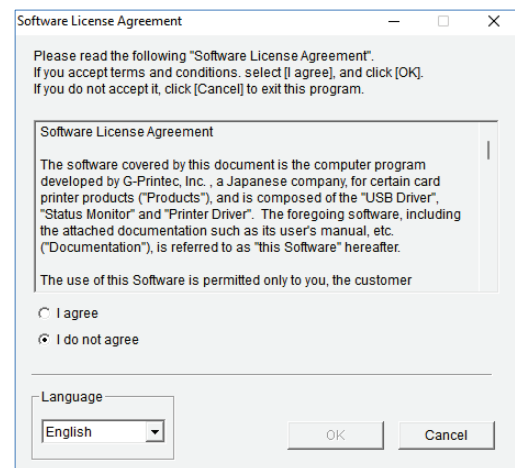 Software License Agreement
Please read the following "Software License Agreement".
If you accept terms and conditions. select [I agree], and click [OK].
If you do not accept it, click [Cancel] to exit this program.
Software License Agreement
The software covered by this document is the computer program
developed by G-Printec, Inc. , a Japanese company, for certain card
printer products ("Products"), and is composed of the "USB Driver",
"Status Monitor" and "Printer Driver". The foregoing software, including
the attached documentation such as its user's manual, etc.
("Documentation"), is referred to as "this Software" hereafter.
The use of this Software is permitted only to you, the customer
I agree
I do not agree
Language
English
OK
Cancel